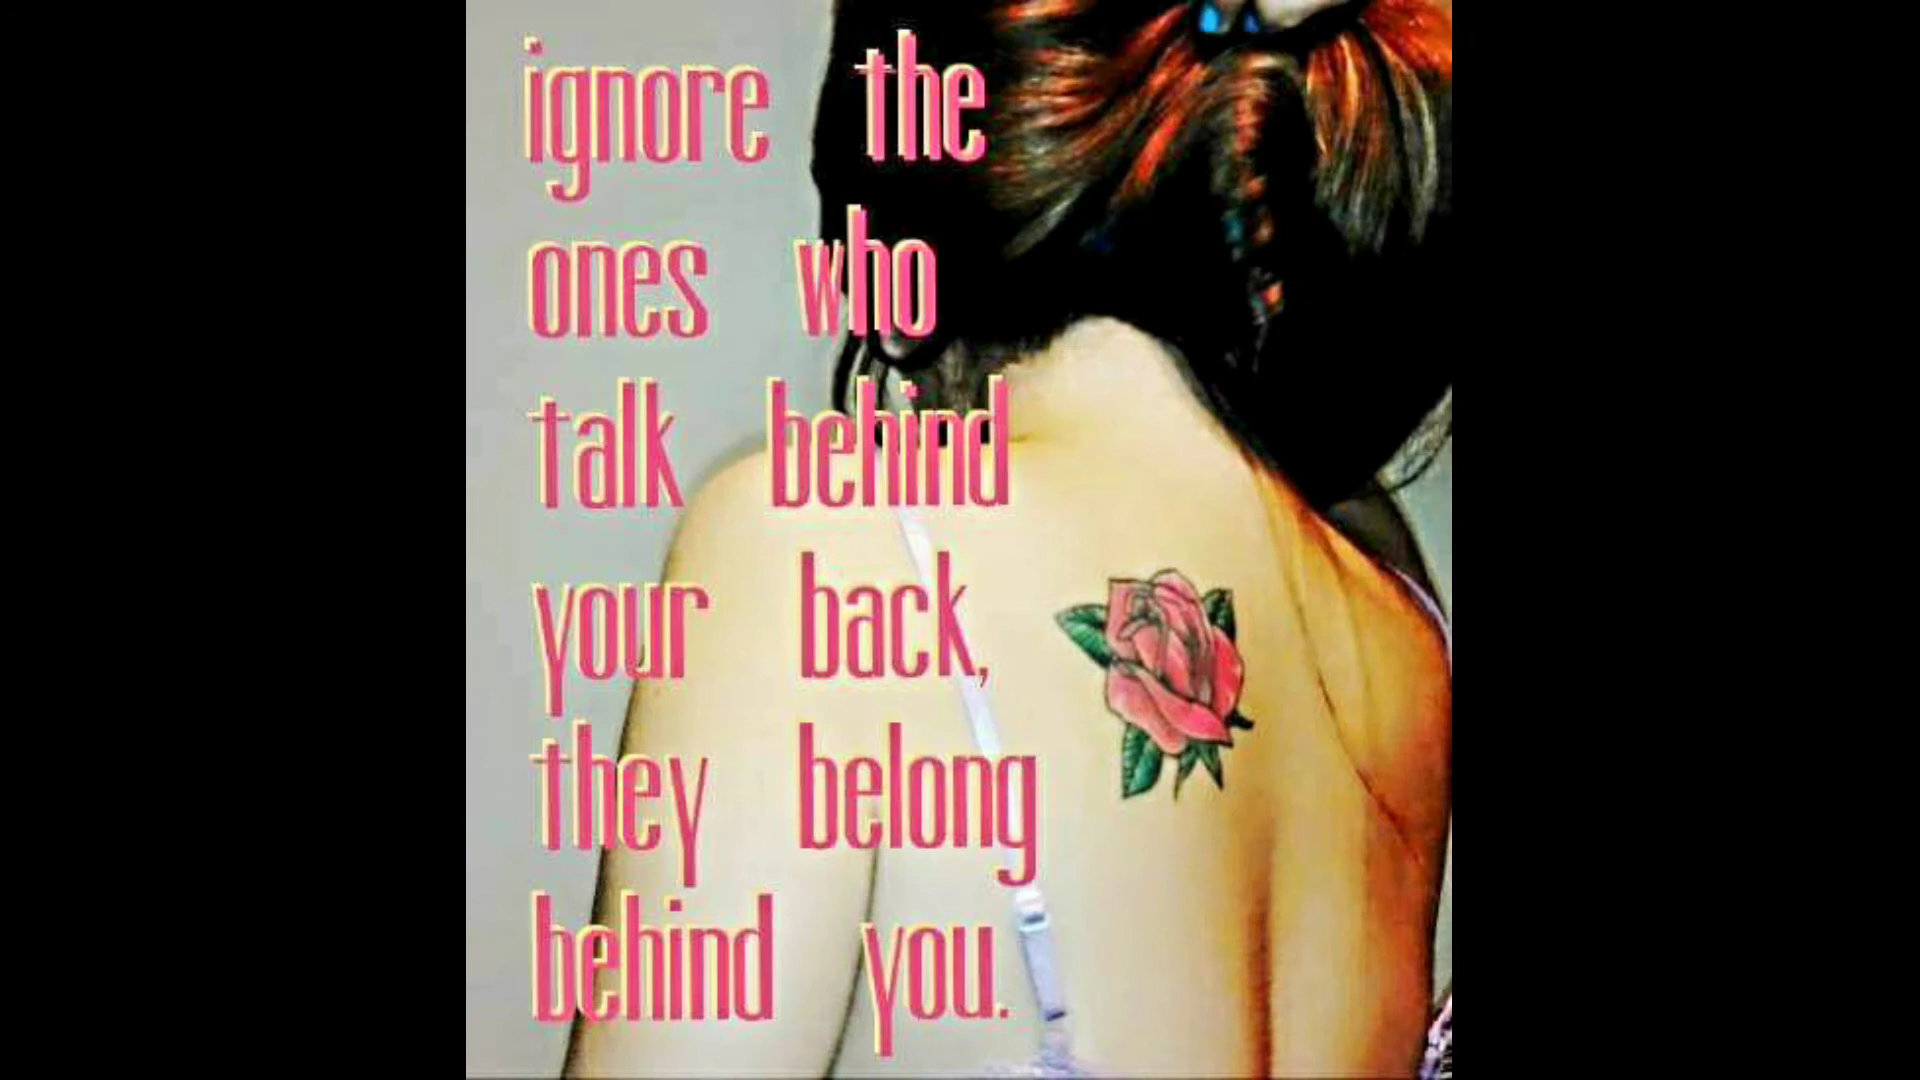 ignore the
ones who
talk behind
your back,
they belong
behind you.